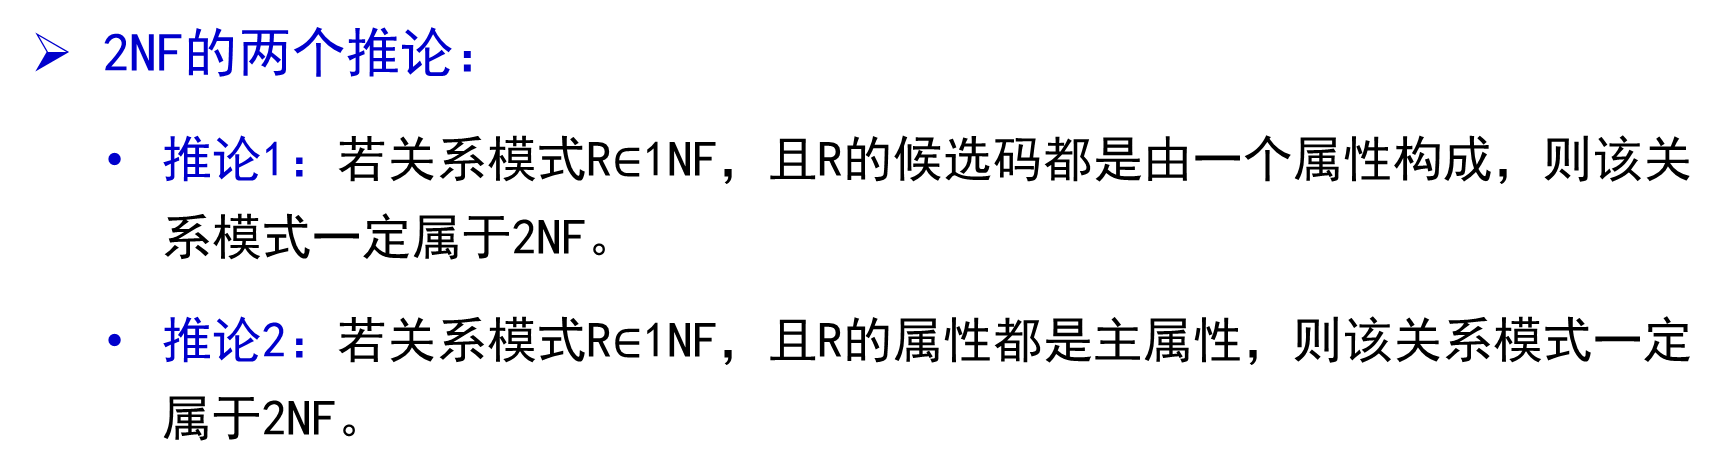 ➢ 2NF的两个推论：
• 推论1：若关系模式R∈1NF，且R的候选码都是由一个属性构成，则该关
系模式一定属于2NF。
• 推论2：若关系模式R∈1NF，且R的属性都是主属性，则该关系模式一定
属于2NF。